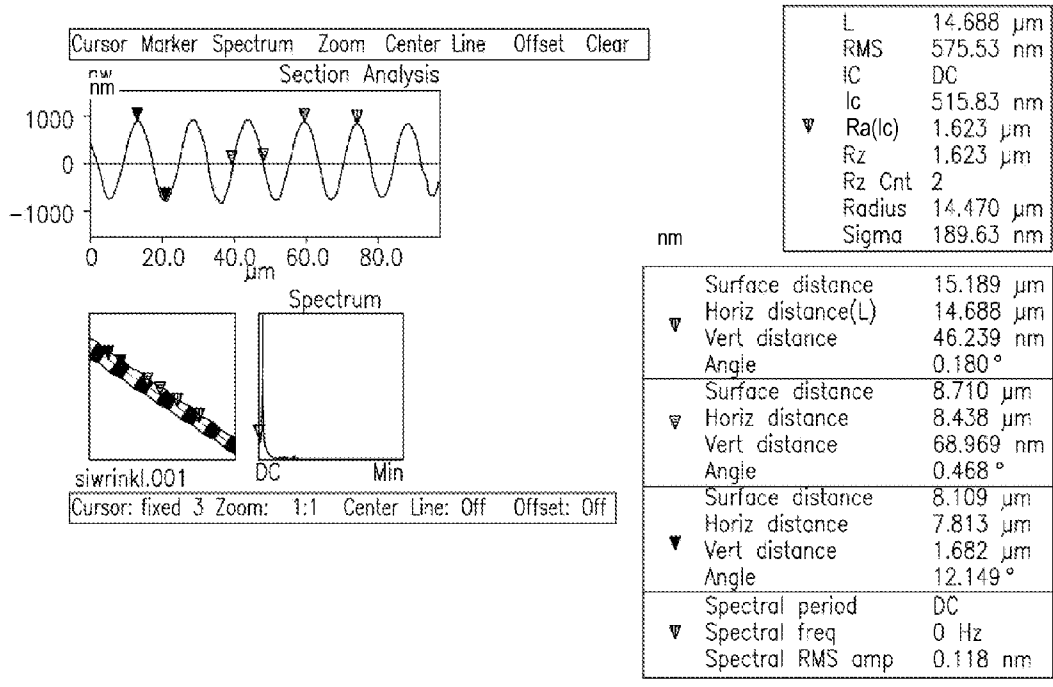 Cursor Marker Spectrum Zoom Center Line Offset Clear
nm Section Analysis
1000
0
-1000
0 20.0 40.0 60.0 80.0
µm
Spectrum
siwrinkl.001
DC Min
Cursor: fixed 3 Zoom: 1:1 Center Line: Off Offset: Off
L 14.688 µm
RMS 575.53 nm
IC DC
Ic 515.83 nm
Ra(Ic) 1.623 µm
Rz 1.623 µm
Rz Cnt 2
Radius 14.470 µm
Sigma 189.63 nm
nm
Surface distance 15.189 µm
Horiz distance(L) 14.688 µm
Vert distance 46.239 nm
Angle 0.180°
Surface distance 8.710 µm
Horiz distance 8.438 µm
Vert distance 68.969 nm
Angle 0.468°
Surface distance 8.109 µm
Horiz distance 7.813 µm
Vert distance 1.682 µm
Angle 12.149°
Spectral period DC
Spectral freq 0 Hz
Spectral RMS amp 0.118 nm